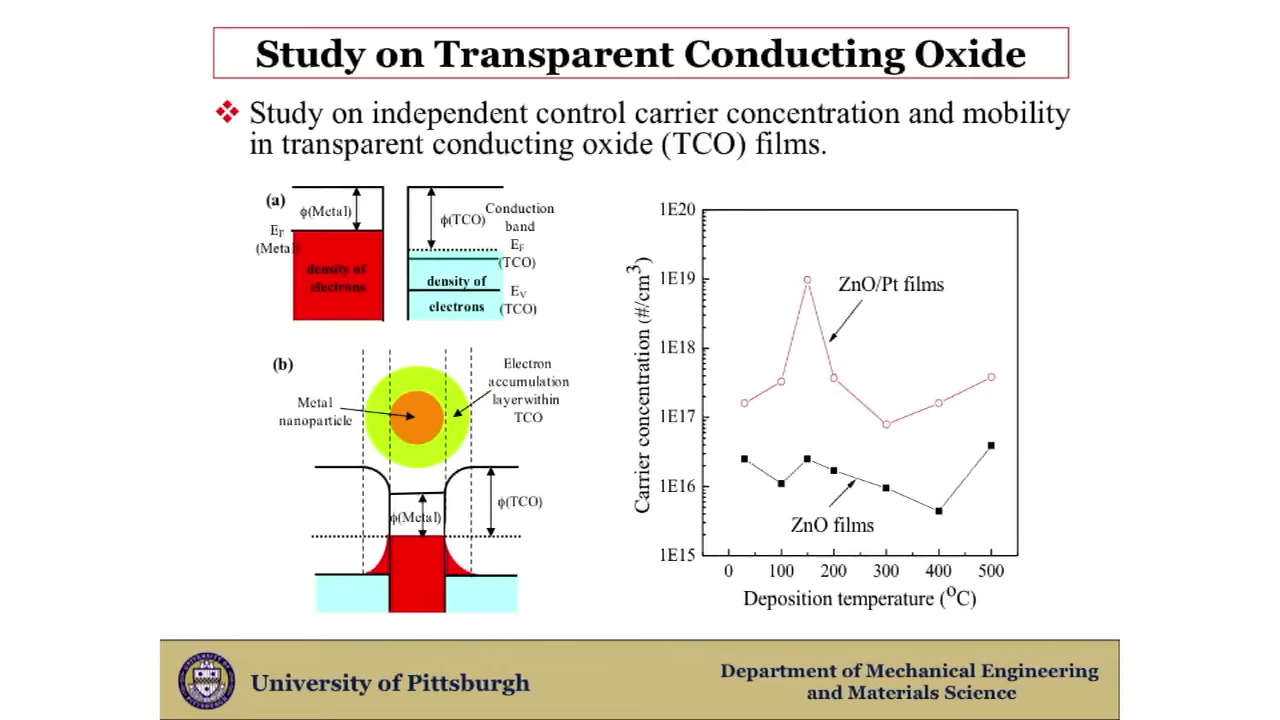 Study on Transparent Conducting Oxide
❖ Study on independent control carrier concentration and mobility
in transparent conducting oxide (TCO) films.
(a)
ϕ(Metal)
E_F
(Metal
density of
electrons
ϕ(TCO)
Conduction
band
E_F
(TCO)
density of
electrons
E_V
(TCO)
(b)
Metal
nanoparticle
Electron
accumulation
layer within
TCO
ϕ(Metal)
ϕ(TCO)
Carrier concentration (#/cm³)
1E20
1E19
1E18
1E17
1E16
1E15
ZnO/Pt films
ZnO films
0 100 200 300 400 500
Deposition temperature (⁰C)
University of Pittsburgh
Department of Mechanical Engineering
and Materials Science